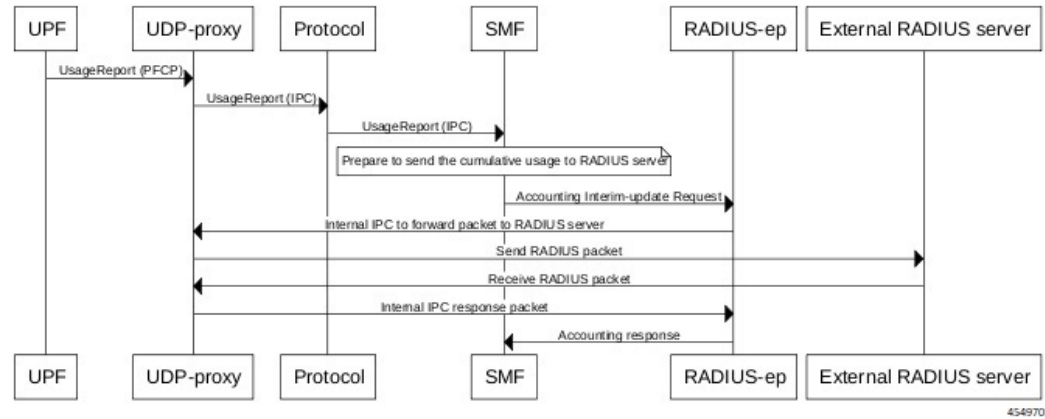 UPF UDP-proxy Protocol SMF RADIUS-ep External RADIUS server
UsageReport (PFCP)
UsageReport (IPC)
UsageReport (IPC)
Prepare to send the cumulative usage to RADIUS server
Accounting Interim-update Request
Internal IPC to forward packet to RADIUS server
Send RADIUS packet
Receive RADIUS packet
Internal IPC response packet
Accounting response
UPF UDP-proxy Protocol SMF RADIUS-ep External RADIUS server
454970